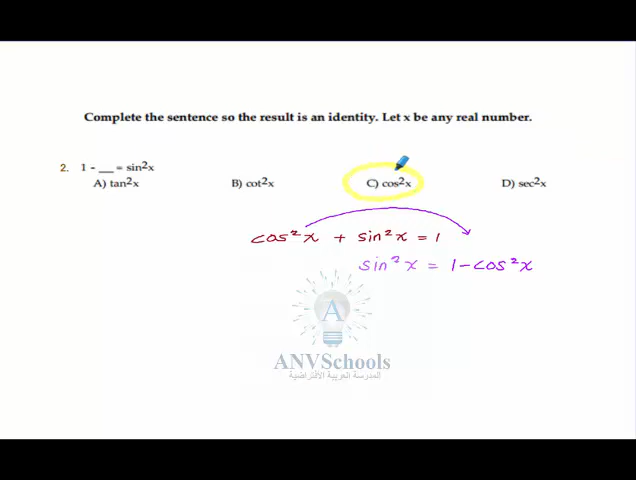 Complete the sentence so the result is an identity. Let x be any real number.
2. 1 - __ = sin²x
A) tan²x B) cot²x C) cos²x D) sec²x
cos²x + sin²x = 1
sin²x = 1 - cos²x
A
ANVSchools
المدرسة العربية الافتراضية